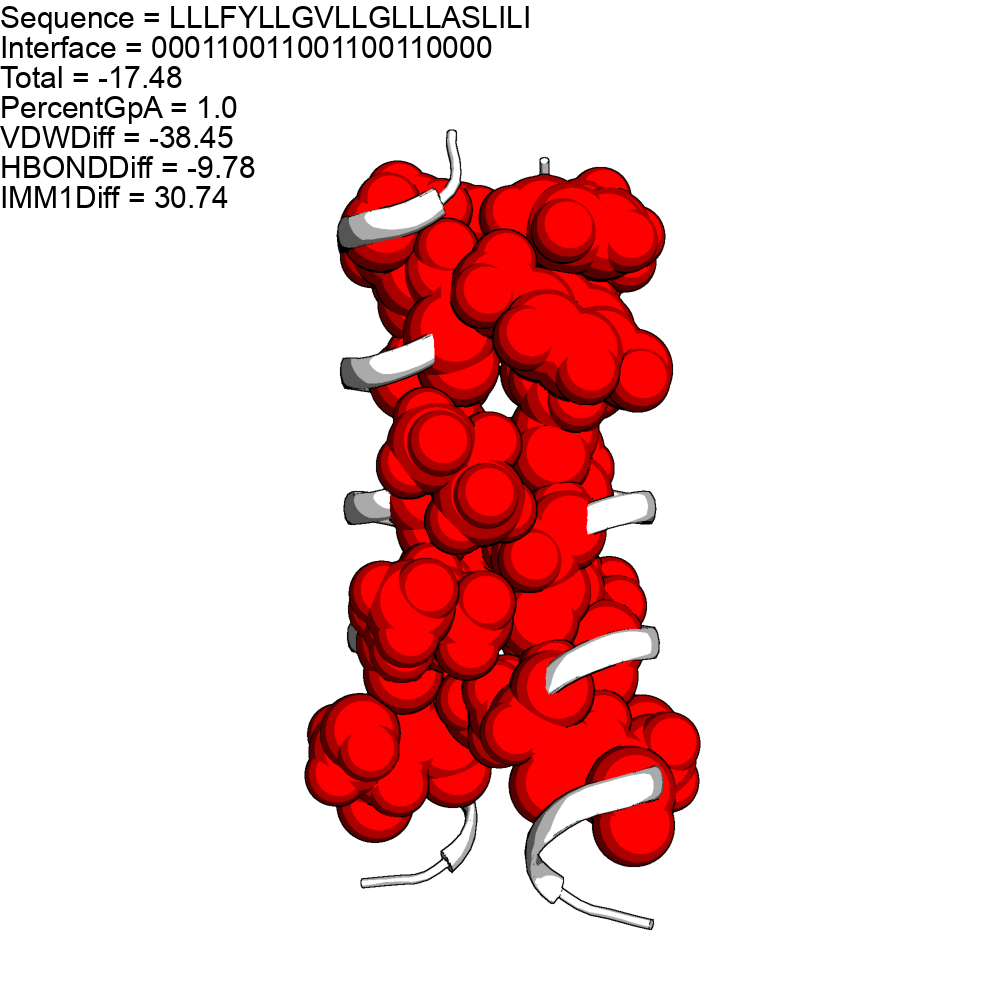 Sequence = LLLFYLLGVLLGLLLASLILI
Interface = 000110011001100110000
Total = -17.48
PercentGpA = 1.0
VDWDiff = -38.45
HBONDDiff = -9.78
IMM1Diff = 30.74